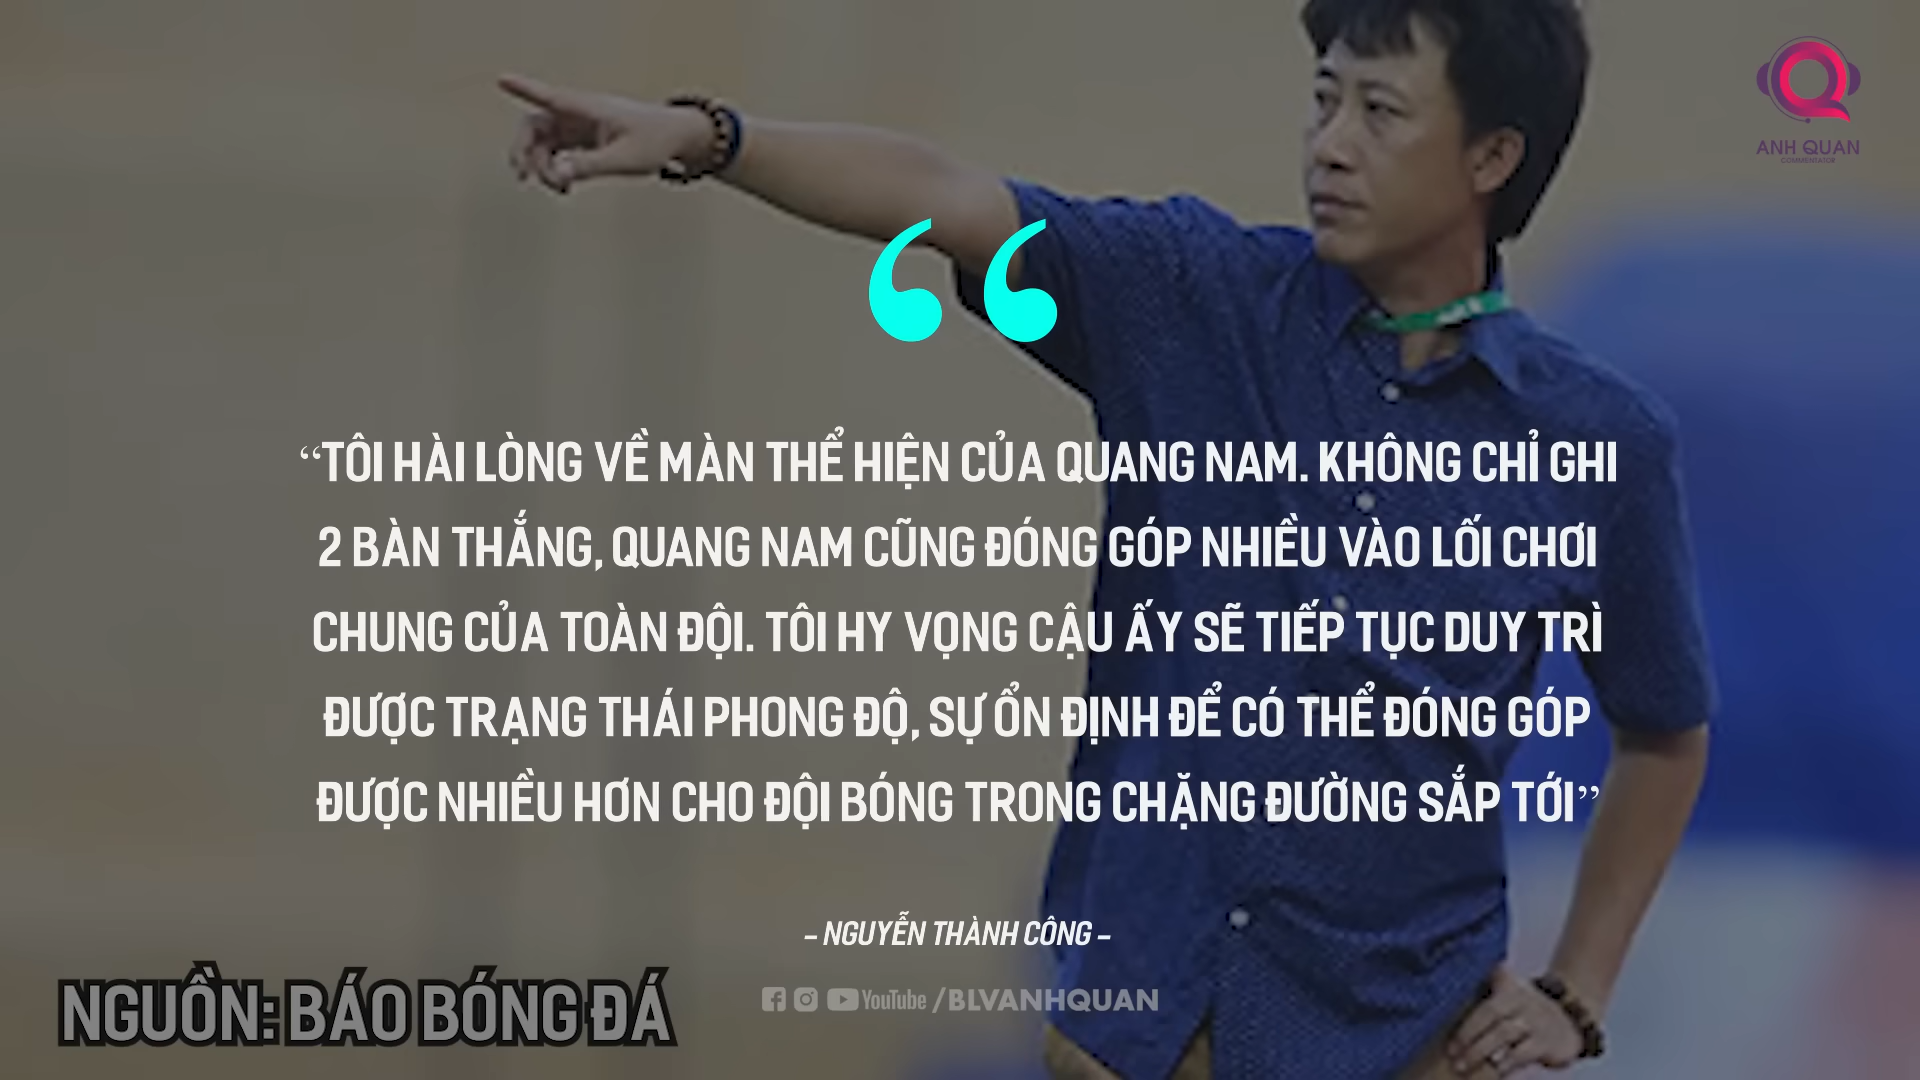 ANH QUAN
COMMENTATOR
“TÔI HÀI LÒNG VỀ MÀN THỂ HIỆN CỦA QUANG NAM. KHÔNG CHỈ GHI
2 BÀN THẮNG, QUANG NAM CŨNG ĐÓNG GÓP NHIỀU VÀO LỐI CHƠI
CHUNG CỦA TOÀN ĐỘI. TÔI HY VỌNG CẬU ẤY SẼ TIẾP TỤC DUY TRÌ
ĐƯỢC TRẠNG THÁI PHONG ĐỘ, SỰ ỔN ĐỊNH ĐỂ CÓ THỂ ĐÓNG GÓP
ĐƯỢC NHIỀU HƠN CHO ĐỘI BÓNG TRONG CHẶNG ĐƯỜNG SẮP TỚI”
– NGUYỄN THÀNH CÔNG –
YouTube /BLVANHQUAN
NGUỒN: BÁO BÓNG ĐÁ